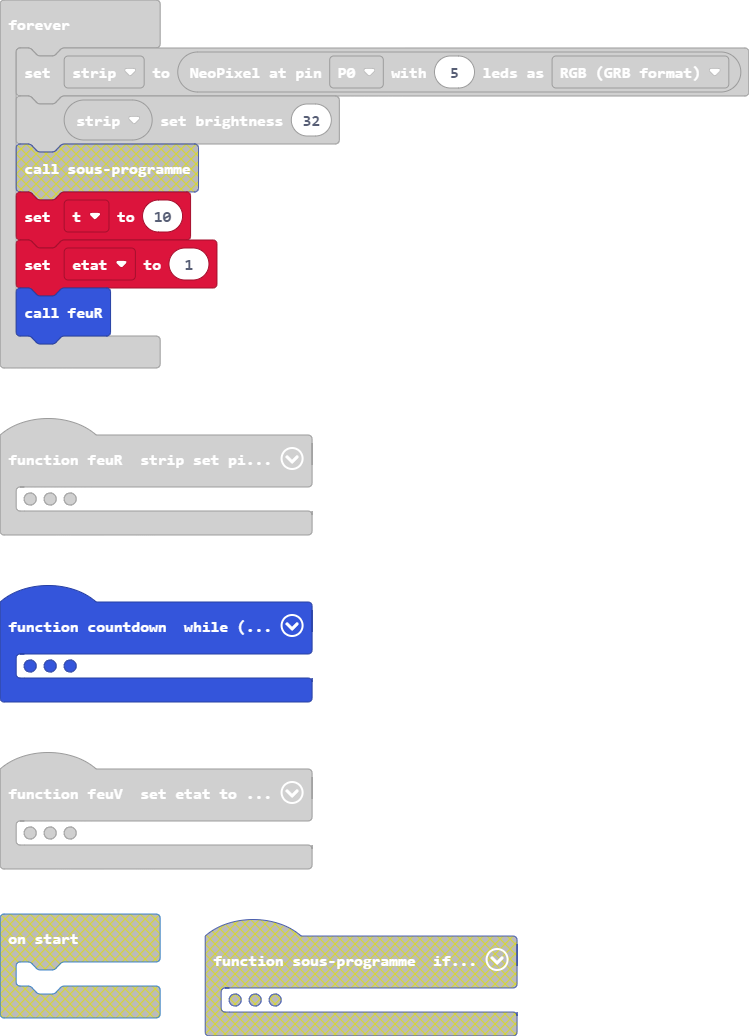 forever
set strip to NeoPixel at pin P0 with 5 leds as RGB (GRB format)
strip set brightness 32
call sous-programme
set t to 10
set etat to 1
call feuR
function feuR strip set pi...
function countdown while (...
function feuV set etat to ...
on start
function sous-programme if...